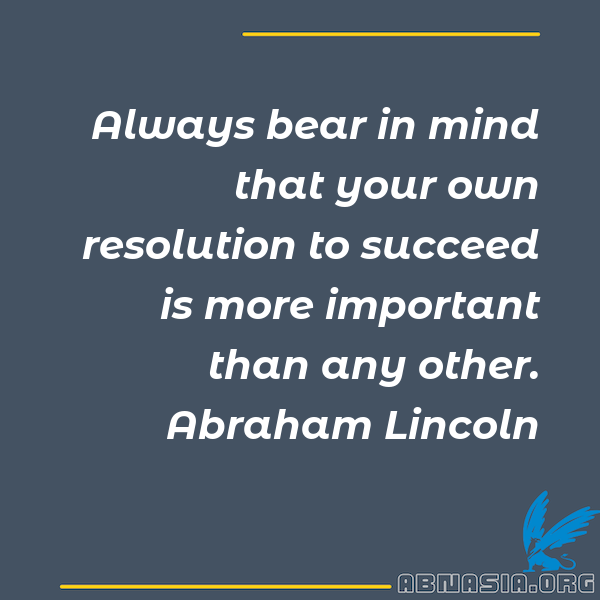 Always bear in mind
that your own
resolution to succeed
is more important
than any other.
Abraham Lincoln
ABNASIA.ORG